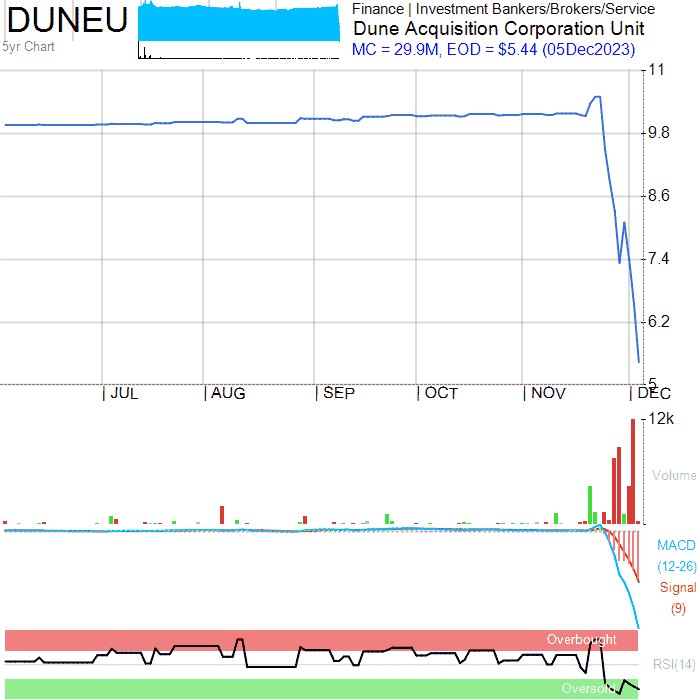 DUNEU
5yr Chart
Finance | Investment Bankers/Brokers/Service
Dune Acquisition Corporation Unit
MC = 29.9M, EOD = $5.44 (05Dec2023)
11
9.8
8.6
7.4
6.2
5
| JUL | AUG | SEP | OCT | NOV | DEC
12k
Volume
MACD
(12-26)
Signal
(9)
Overbought
RSI(14)
Oversold